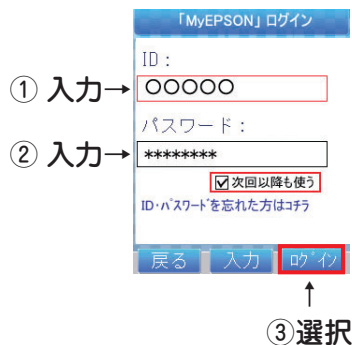 「MyEPSON」ログイン
ID：
① 入力→ ○○○○○
パスワード：
② 入力→ ********
☑次回以降も使う
ID・パスワードを忘れた方はコチラ
戻る 入力 ログイン
↑
③選択